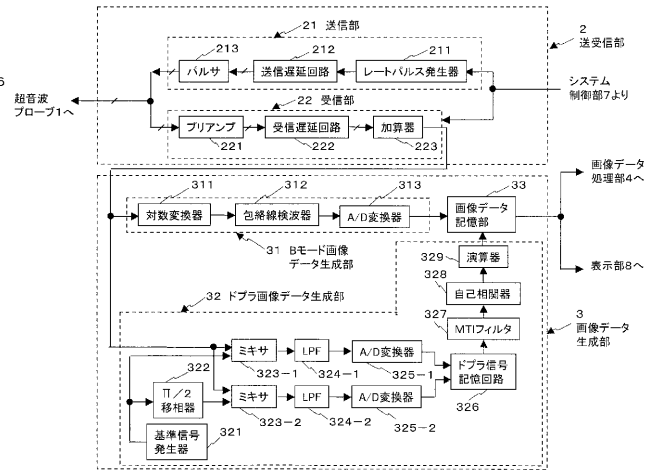 21 送信部
2
送受信部
213
212
211
パルサ
送信遅延回路
レートパルス発生器
6
超音波
プローブ1へ
システム
制御部7より
22 受信部
プリアンプ
受信遅延回路
加算器
221
222
223
画像データ
処理部4へ
311
312
313
33
対数変換器
包絡線検波器
A/D変換器
画像データ
記憶部
31 Bモード画像
データ生成部
表示部8へ
329
演算器
328
自己相関器
32 ドプラ画像データ生成部
327
MTIフィルタ
3
画像データ
生成部
ミキサ
LPF
A/D変換器
323-1
324-1
325-1
ドプラ信号
記憶回路
326
322
Π/2
移相器
ミキサ
LPF
A/D変換器
323-2
324-2
325-2
基準信号
発生器
321